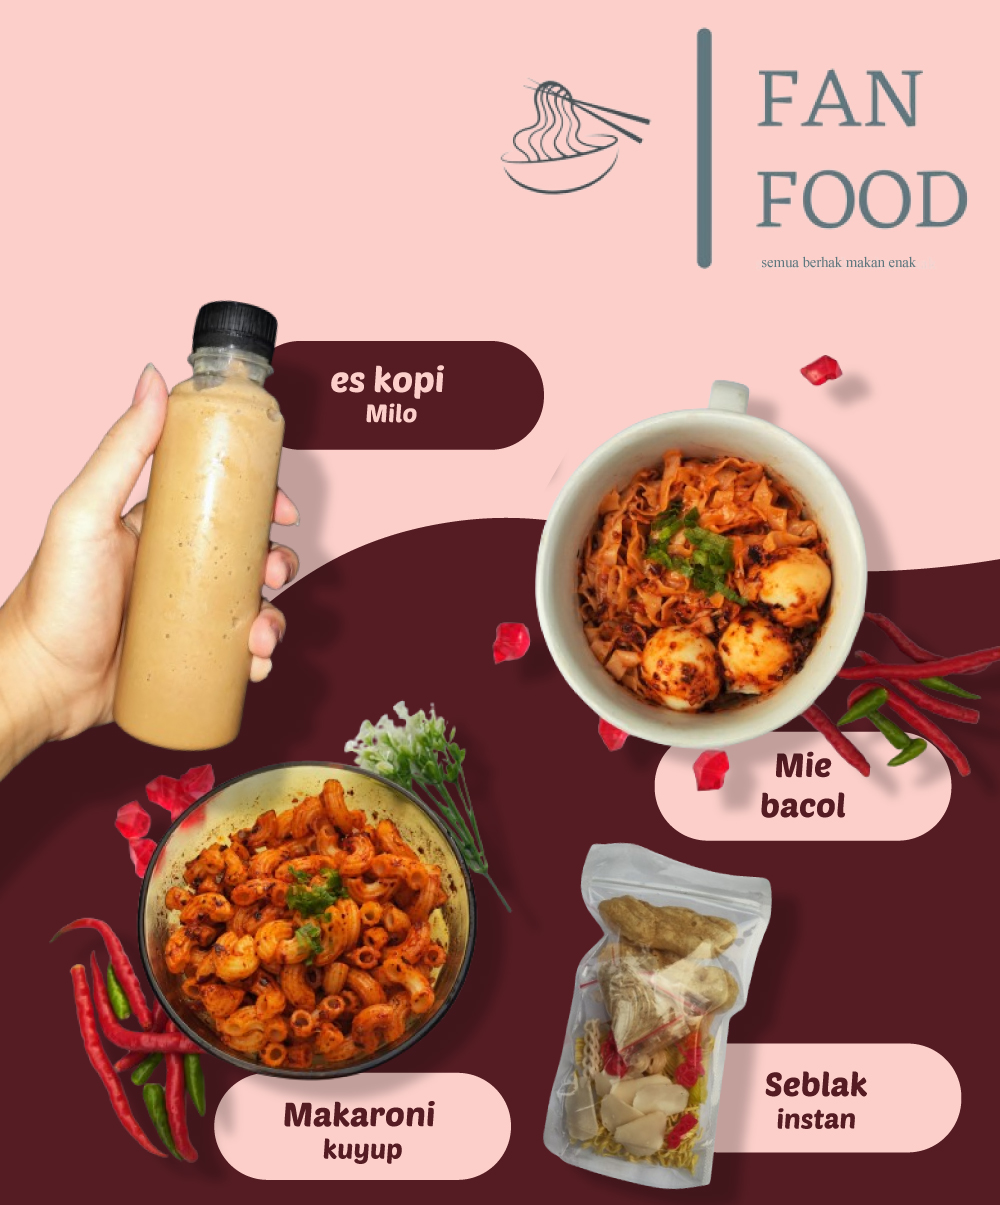 FAN
FOOD
semua berhak makan enak
es kopi
Milo
Mie
bacol
Makaroni
kuyup
Seblak
instan